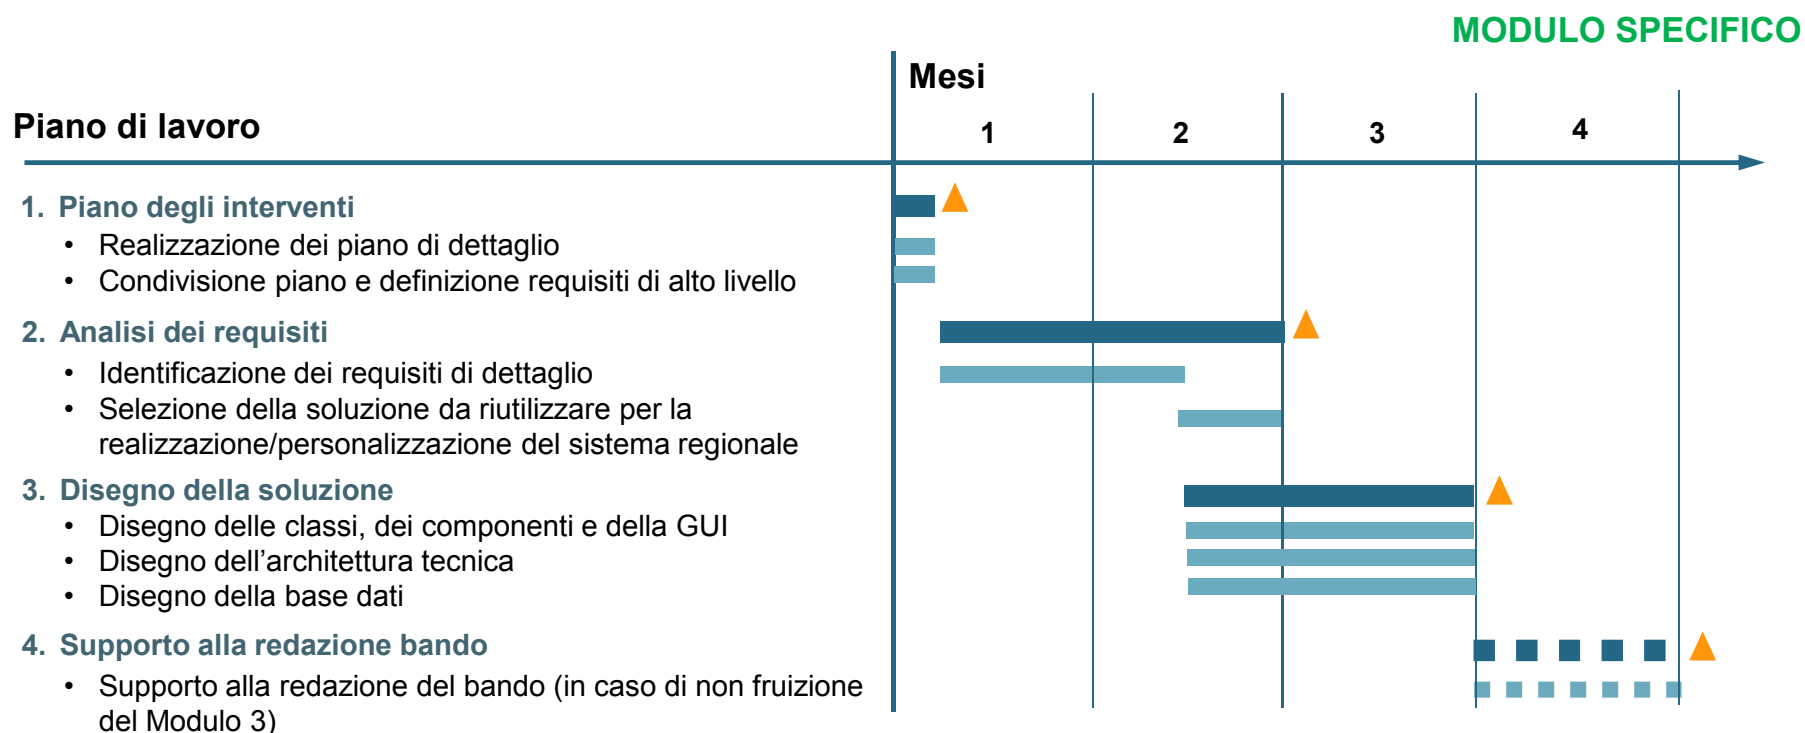 MODULO SPECIFICO
Mesi
Piano di lavoro
1 2 3 4
1. Piano degli interventi
• Realizzazione dei piano di dettaglio
• Condivisione piano e definizione requisiti di alto livello
2. Analisi dei requisiti
• Identificazione dei requisiti di dettaglio
• Selezione della soluzione da riutilizzare per la
realizzazione/personalizzazione del sistema regionale
3. Disegno della soluzione
• Disegno delle classi, dei componenti e della GUI
• Disegno dell’architettura tecnica
• Disegno della base dati
4. Supporto alla redazione bando
• Supporto alla redazione del bando (in caso di non fruizione
del Modulo 3)